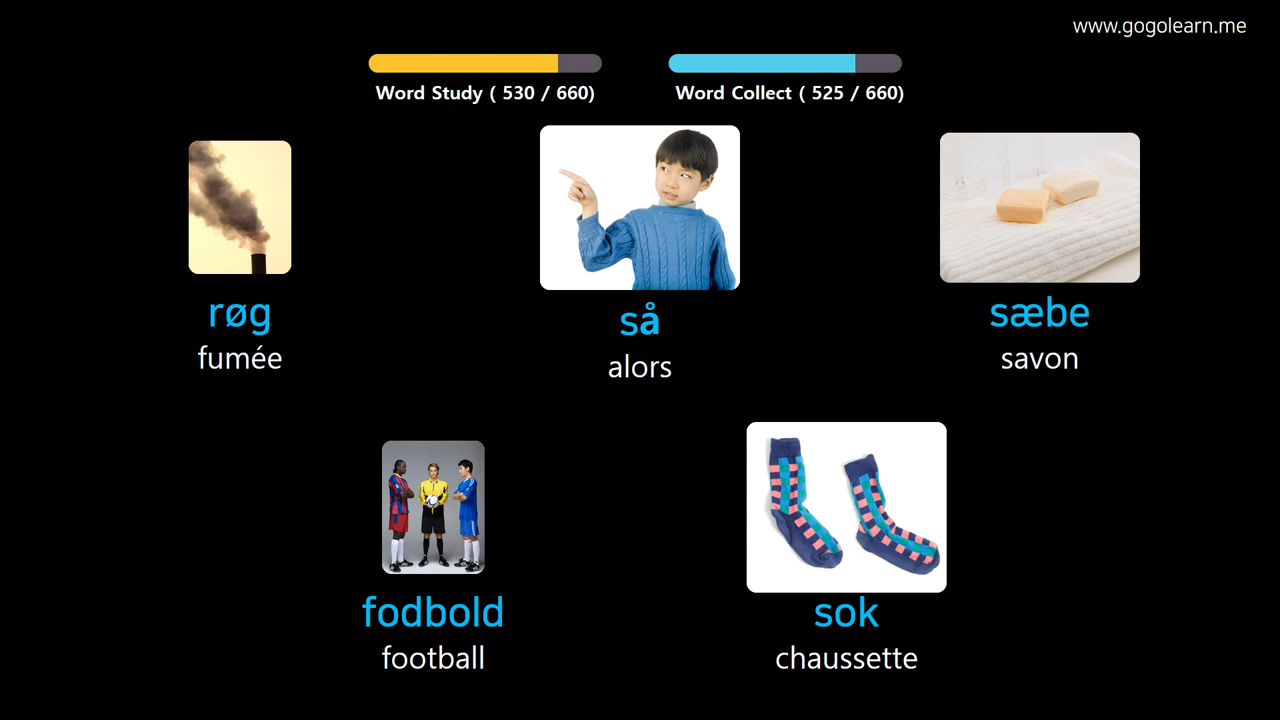 www.gogolearn.me
Word Study ( 530 / 660)
Word Collect ( 525 / 660)
røg
fumée
så
alors
sæbe
savon
fodbold
football
sok
chaussette